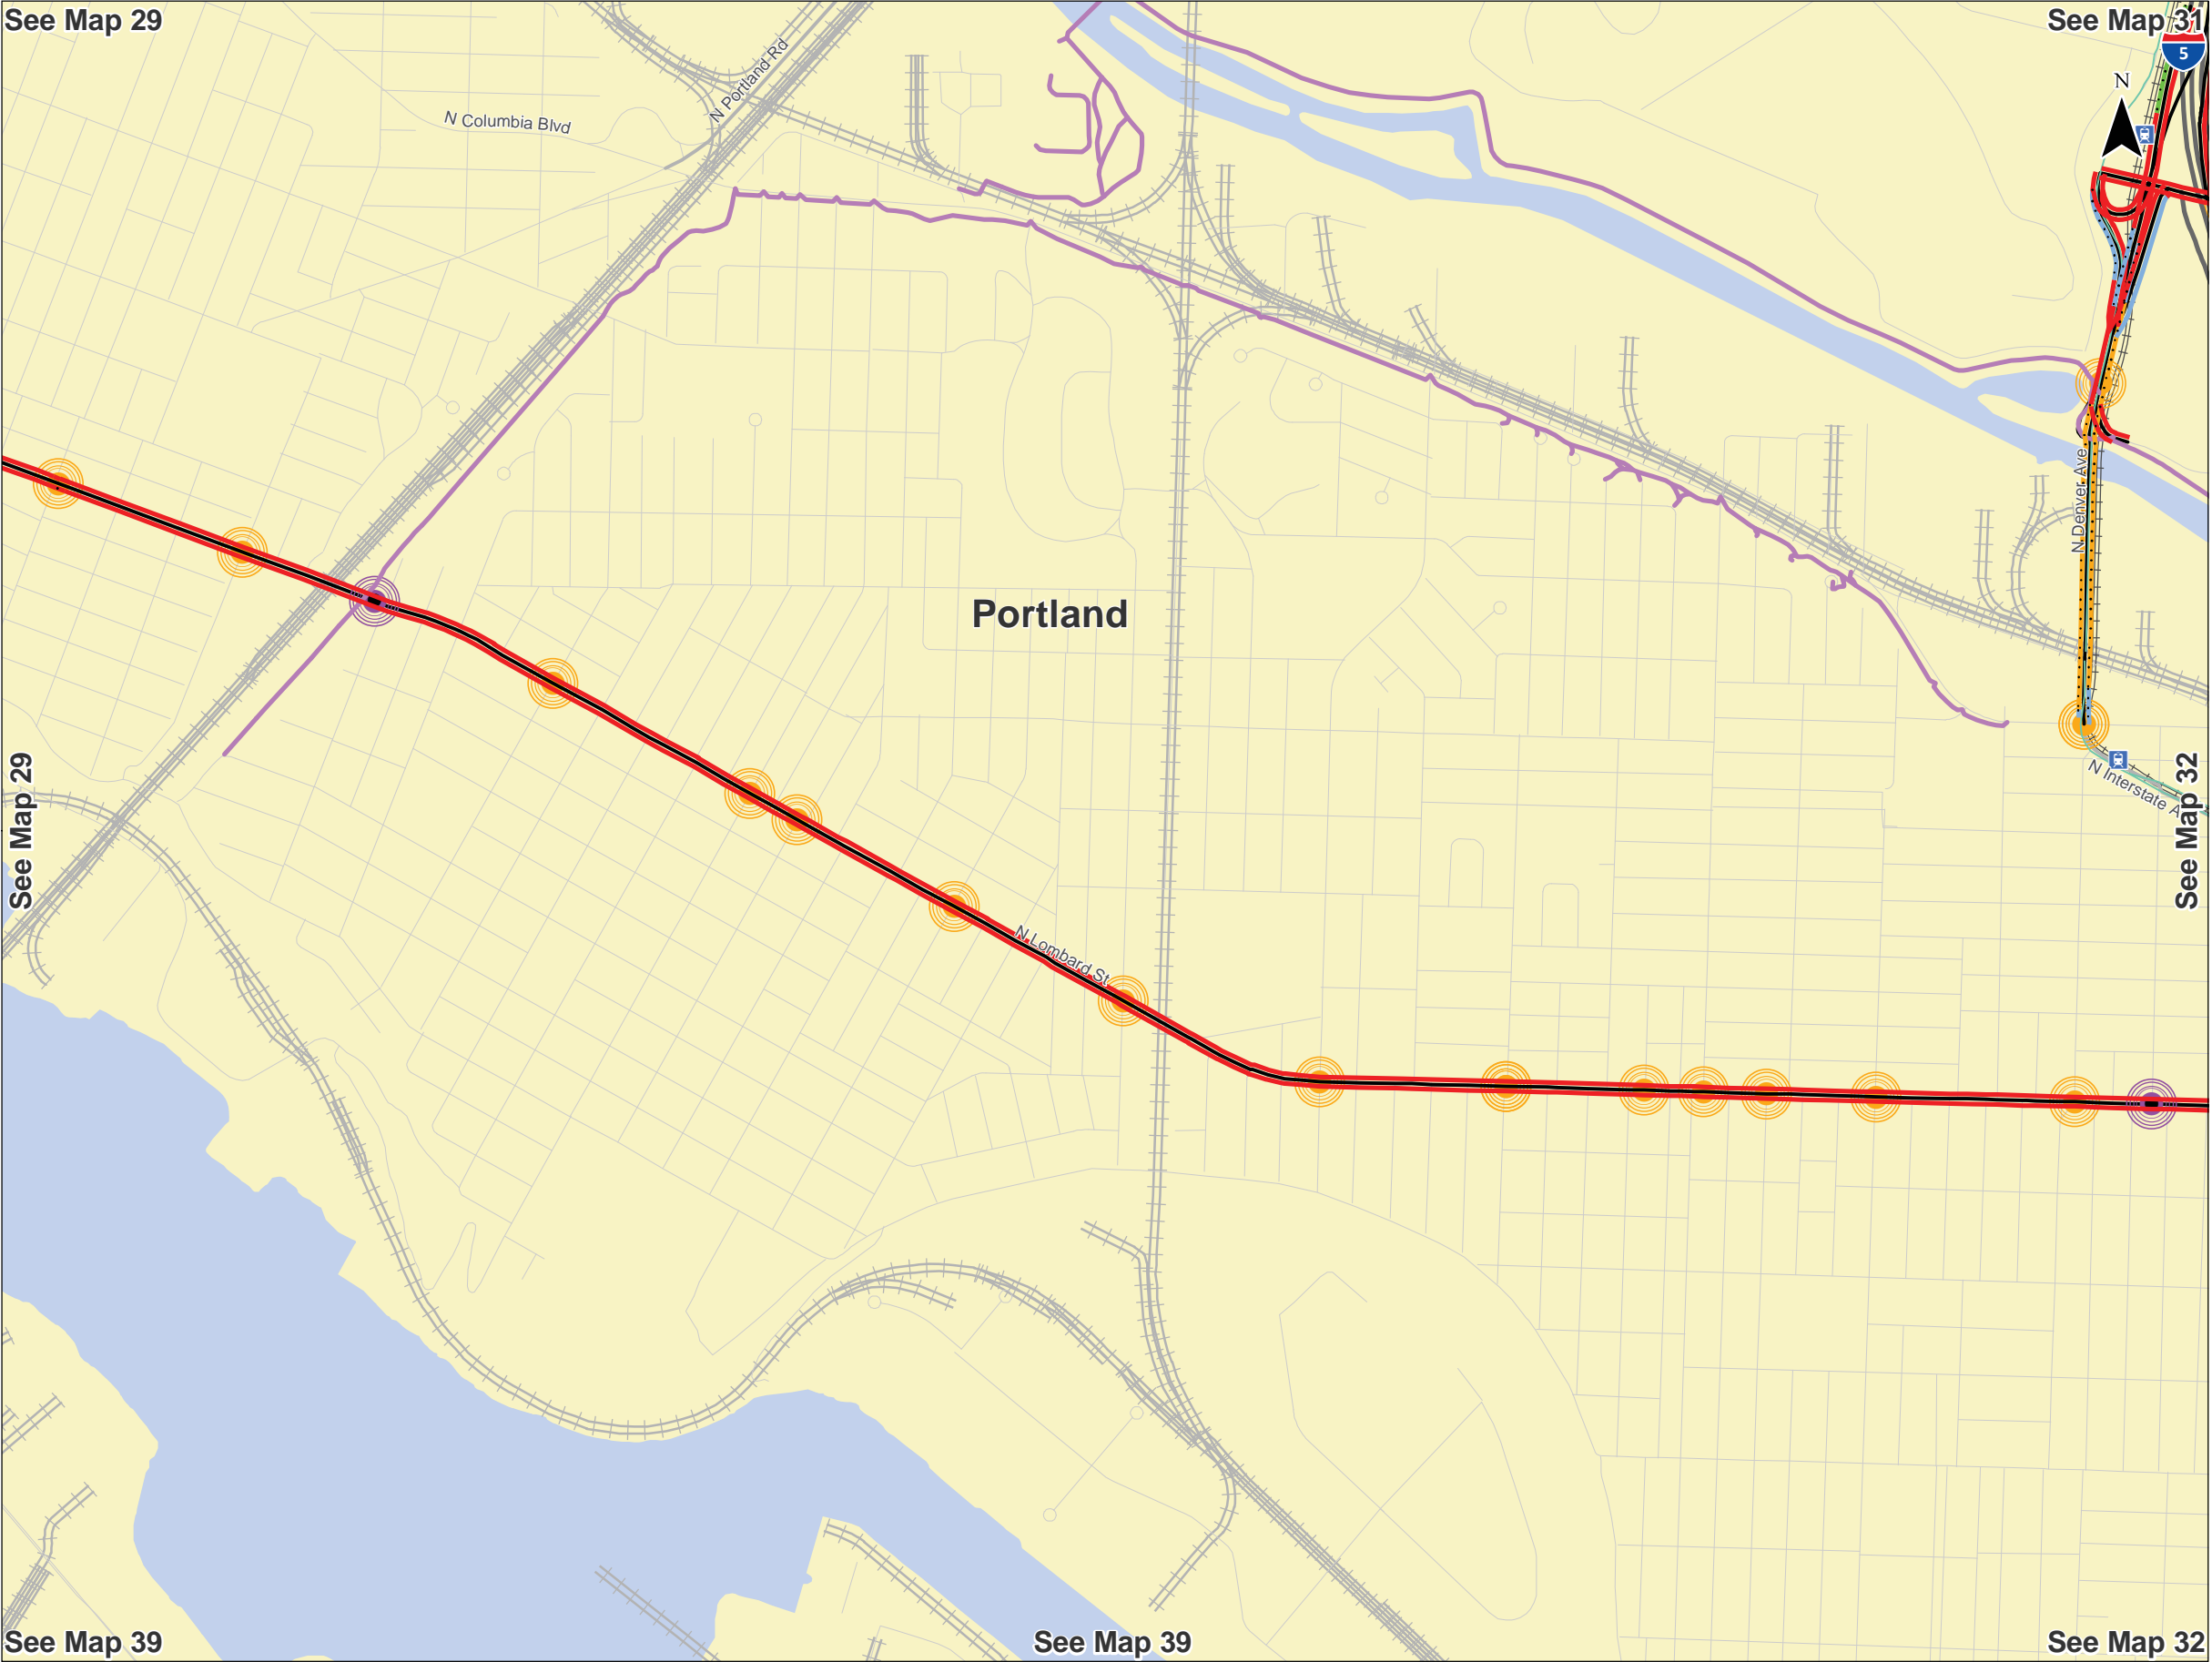 See Map 29
See Map 31
5
N
N Portland Rd
N Columbia Blvd
N Denver Ave
Portland
See Map 29
See Map 32
N Interstate A
N Lombard St
See Map 39
See Map 39
See Map 32